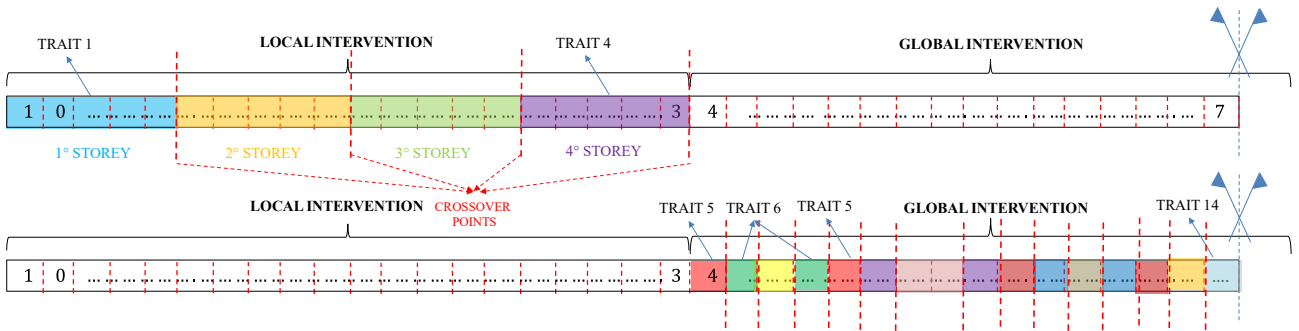 LOCAL INTERVENTION
GLOBAL INTERVENTION
TRAIT 1
TRAIT 4
1 0 ... ... ... ... ... ... ... ... ... ... ... ... ... ... ... ... ... ... 3 4 ... ... ... ... ... ... ... ... ... ... ... ... ... ... 7
1° STOREY
2° STOREY
3° STOREY
4° STOREY
LOCAL INTERVENTION
CROSSOVER
POINTS
TRAIT 5
TRAIT 6
TRAIT 5
GLOBAL INTERVENTION
TRAIT 14
1 0 ... ... ... ... ... ... ... ... ... ... ... ... ... ... ... ... ... ... 3 4 ... ... ... ... ... ... ... ... ... ... ... ... ... ....